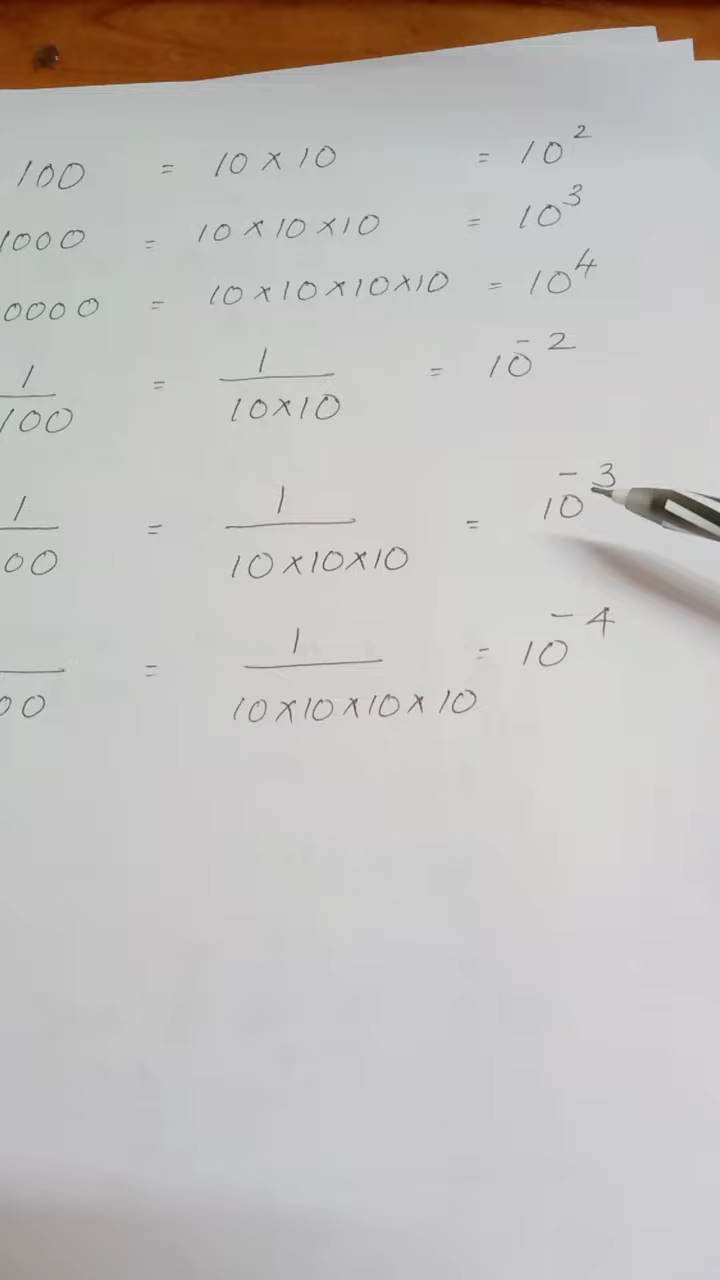 100 = 10 × 10 = 10²
1000 = 10 × 10 × 10 = 10³
0000 = 10 × 10 × 10 × 10 = 10⁴
1/100 = 1/(10×10) = 10⁻²
1/00 = 1/(10×10×10) = 10⁻³
/00 = 1/(10×10×10×10) = 10⁻⁴